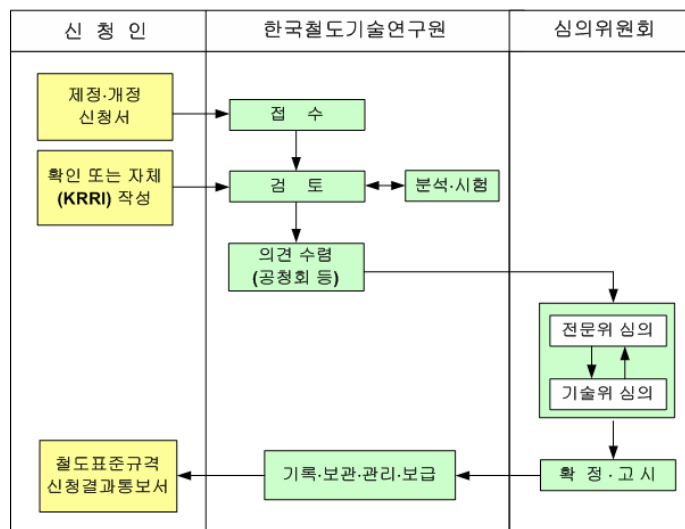 신 청 인
한국철도기술연구원
심의위원회
제정·개정
신청서
접 수
확인 또는 자체
(KRRI) 작성
검 토
분석·시험
의견 수렴
(공청회 등)
전문위 심의
기술위 심의
확 정 · 고 시
기록·보관·관리·보급
철도표준규격
신청결과통보서